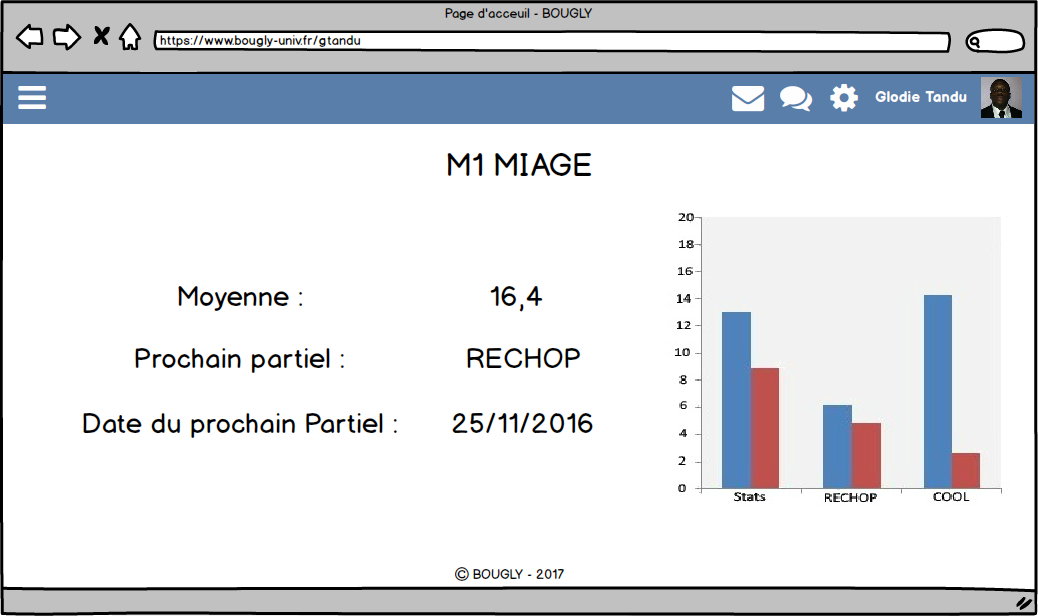 Page d'acceuil - BOUGLY
https://www.bougly-univ.fr/gtandu
Glodie Tandu
M1 MIAGE
Moyenne : 16,4
Prochain partiel : RECHOP
Date du prochain Partiel : 25/11/2016
20
18
16
14
12
10
8
6
4
2
0
Stats RECHOP COOL
© BOUGLY - 2017